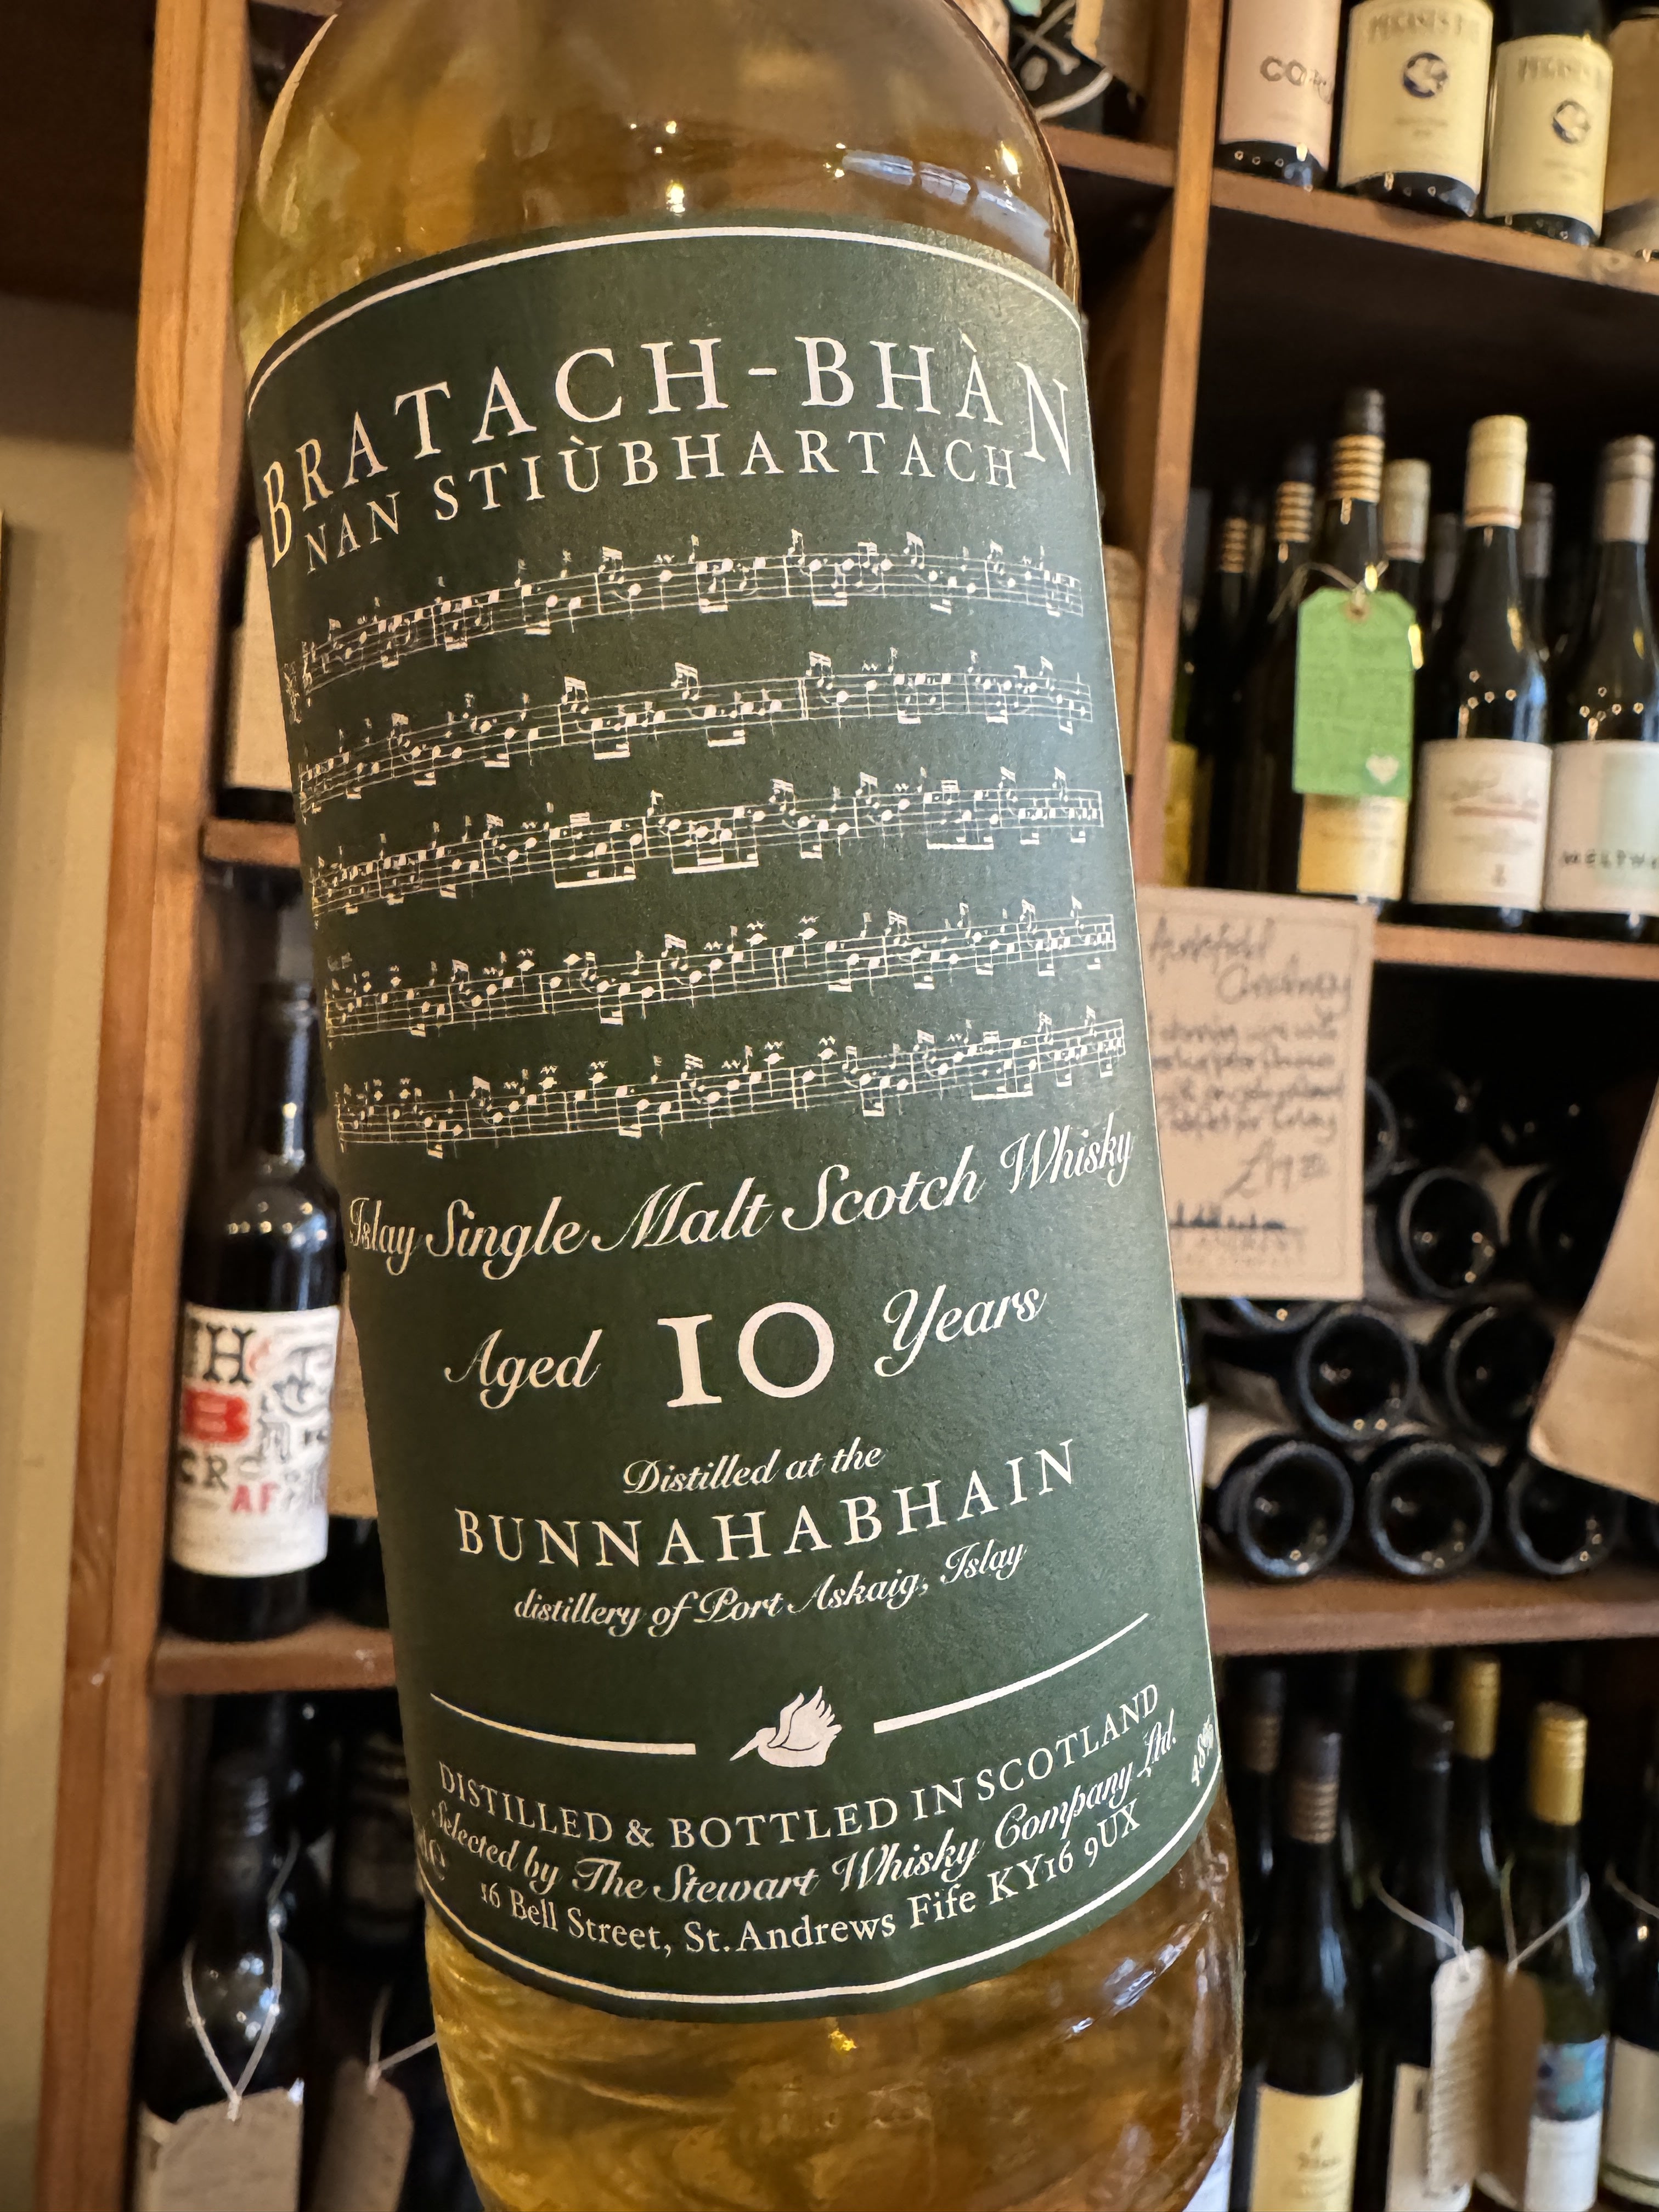 BRATACH-BHÀN
NAN STIÙBHARTACH
Islay Single Malt Scotch Whisky
Aged 10 Years
Distilled at the
BUNNAHABHAIN
distillery of Port Askaig, Islay
DISTILLED & BOTTLED IN SCOTLAND
Selected by The Stewart Whisky Company Ltd.
48%
16 Bell Street, St. Andrews Fife KY16 9UX